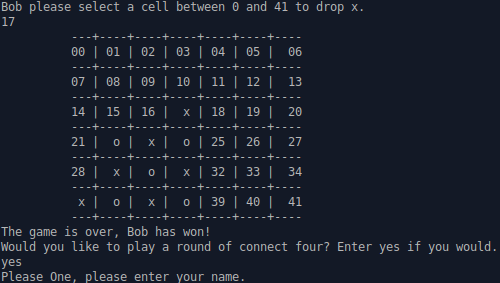 Bob please select a cell between 0 and 41 to drop x.
17
---+----+----+----+----+----+----
00 | 01 | 02 | 03 | 04 | 05 | 06
---+----+----+----+----+----+----
07 | 08 | 09 | 10 | 11 | 12 | 13
---+----+----+----+----+----+----
14 | 15 | 16 | x | 18 | 19 | 20
---+----+----+----+----+----+----
21 | o | x | o | 25 | 26 | 27
---+----+----+----+----+----+----
28 | x | o | x | 32 | 33 | 34
---+----+----+----+----+----+----
x | o | x | o | 39 | 40 | 41
---+----+----+----+----+----+----
The game is over, Bob has won!
Would you like to play a round of connect four? Enter yes if you would.
yes
Please One, please enter your name.